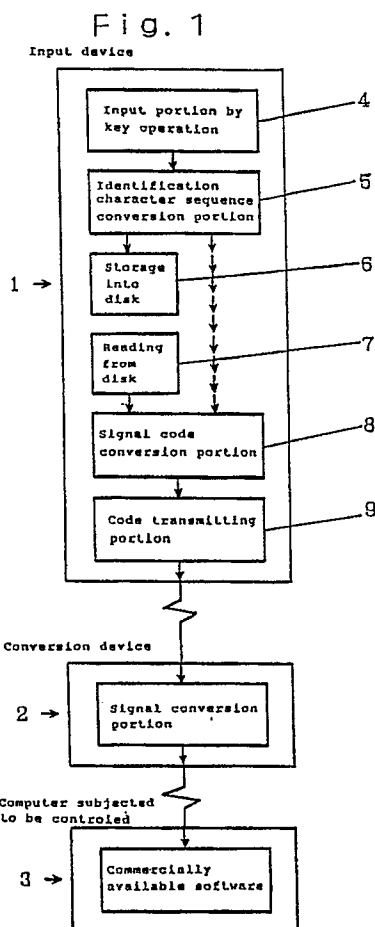 Fig. 1
Input device
Input portion by
key operation
4
Identification
character sequence
conversion portion
5
1
Storage
into
disk
6
Reading
from
disk
7
Signal code
conversion portion
8
Code transmitting
portion
9
Conversion device
2
Signal conversion
portion
Computer subjected
to be controled
3
Commercially
available software